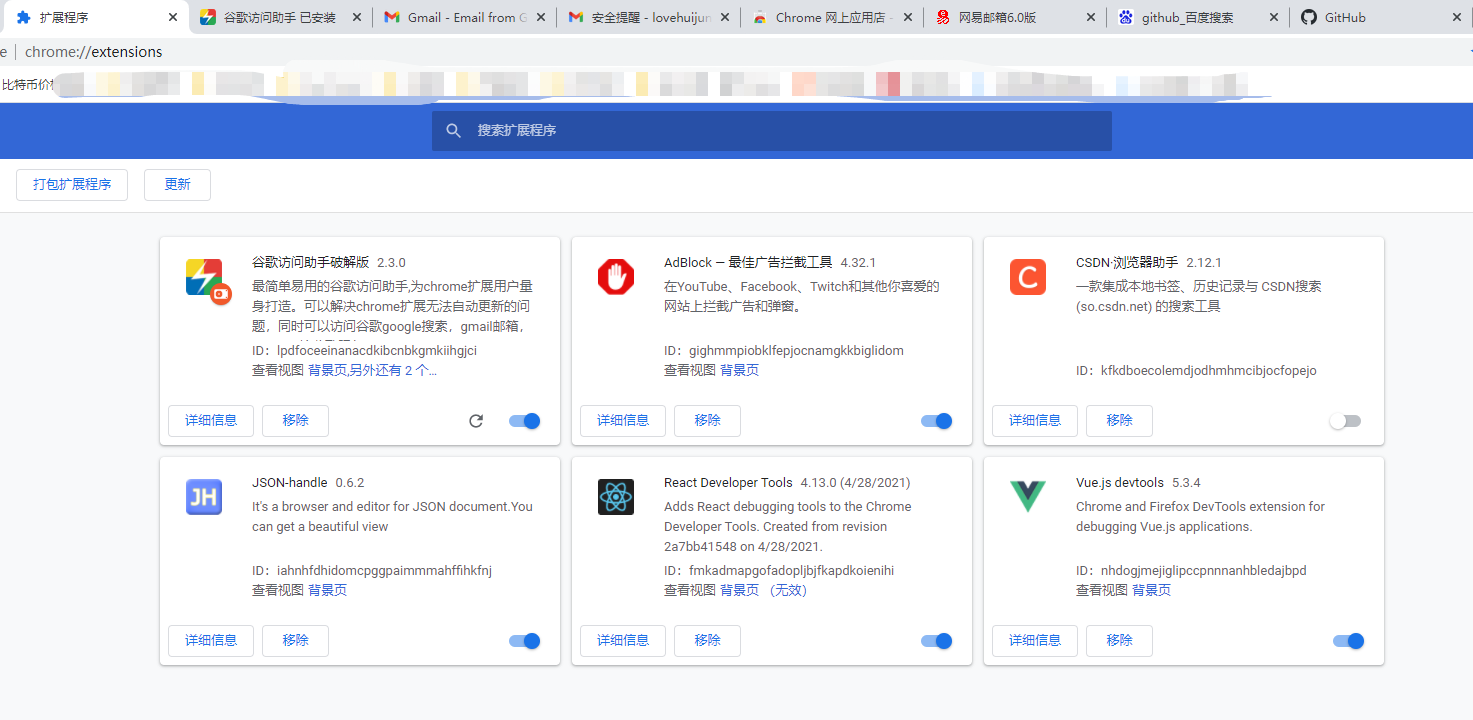 扩展程序
谷歌访问助手 已安装
Gmail - Email from G
安全提醒 - lovehuijun
Chrome 网上应用店 -
网易邮箱6.0版
github_百度搜索
GitHub
e | chrome://extensions
比特币价
搜索扩展程序
打包扩展程序 更新
谷歌访问助手破解版 2.3.0
最简单易用的谷歌访问助手,为chrome扩展用户量
身打造。可以解决chrome扩展无法自动更新的问
题，同时可以访问谷歌google搜索，gmail邮箱，
ID：lpdfoceeinanacdkibcnbkgmkiihgjci
查看视图 背景页,另外还有 2 个...
详细信息 移除
AdBlock — 最佳广告拦截工具 4.32.1
在YouTube、Facebook、Twitch和其他你喜爱的
网站上拦截广告和弹窗。
ID：gighmmpiobklfepjocnamgkkbiglidom
查看视图 背景页
详细信息 移除
CSDN·浏览器助手 2.12.1
一款集成本地书签、历史记录与 CSDN搜索
(so.csdn.net) 的搜索工具
ID：kfkdboecolemdjodhmhmcibjocfopejo
详细信息 移除
JH
JSON-handle 0.6.2
It's a browser and editor for JSON document.You
can get a beautiful view
ID：iahnhfdhidomcpggpaimmmahffihkfnj
查看视图 背景页
详细信息 移除
React Developer Tools 4.13.0 (4/28/2021)
Adds React debugging tools to the Chrome
Developer Tools. Created from revision
2a7bb41548 on 4/28/2021.
ID：fmkadmapgofadopljbjfkapdkoienihi
查看视图 背景页 （无效）
详细信息 移除
Vue.js devtools 5.3.4
Chrome and Firefox DevTools extension for
debugging Vue.js applications.
ID：nhdogjmejiglipccpnnnanhbledajbpd
查看视图 背景页
详细信息 移除